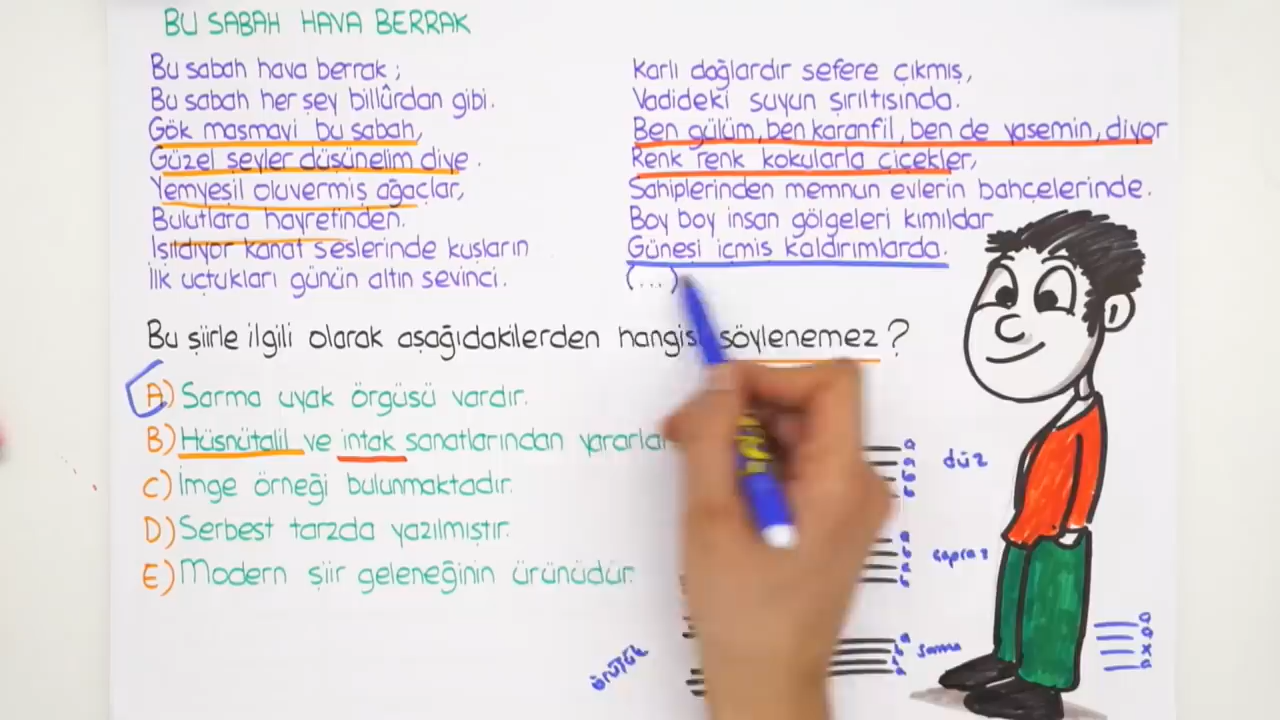 BU SABAH HAVA BERRAK
Bu sabah hava berrak;
Bu sabah her şey billûrdan gibi.
Gök masmavi bu sabah,
Güzel şeyler düşünelim diye.
Yemyeşil oluvermiş ağaçlar,
Bulutlara hayretinden.
Işıldıyor kanat seslerinde kuşların
İlk uçtukları günün altın sevinci.
Karlı dağlardır sefere çıkmış,
Vadideki suyun şırıltısında.
Ben gülüm, ben karanfil, ben de yasemin, diyor
Renk renk kokularla çiçekler,
Sahiplerinden memnun evlerin bahçelerinde.
Boy boy insan gölgeleri kımıldar
Güneşi içmiş kaldırımlarda.
(...)
Bu şiirle ilgili olarak aşağıdakilerden söylenemez?
A) Sarma uyak örgüsü vardır.
B) Hüsnütalil ve intak sanatlarından
C) İmge örneği bulunmaktadır.
D) Serbest tarzda yazılmıştır.
E) Modern şiir geleneğinin ürünüdür.
a
a düz
b
b
a
b çapraz
a
b
a
b sarma
b
a
örüşük